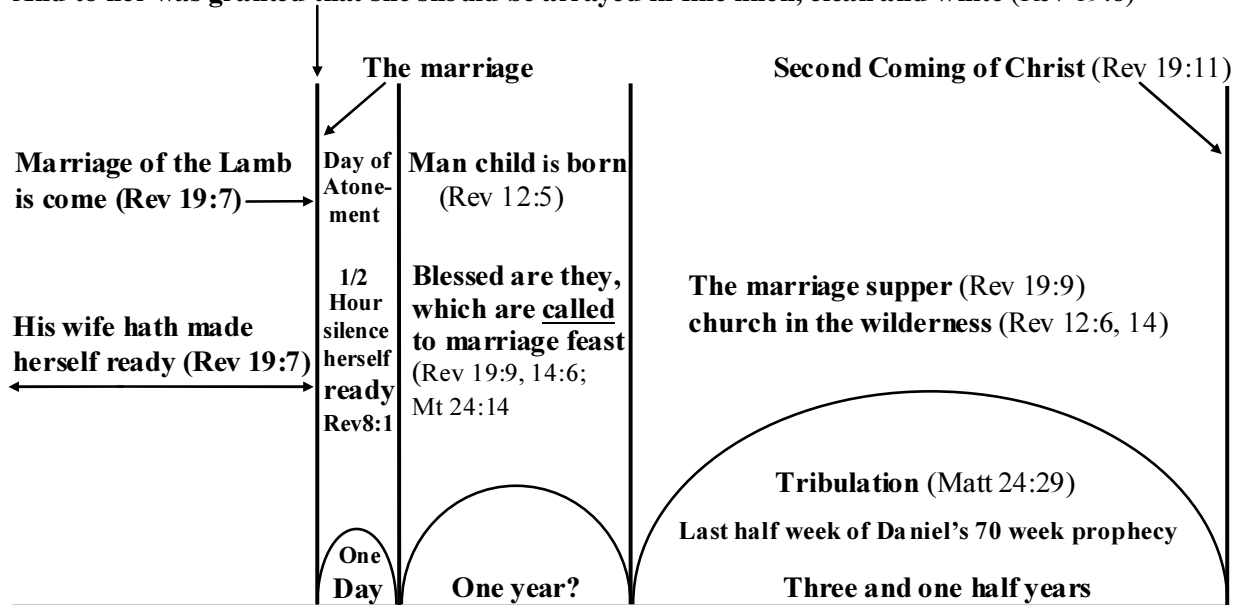 The marriage
Second Coming of Christ (Rev 19:11)
Marriage of the Lamb
is come (Rev 19:7)
Day of
Atone-
ment
Man child is born
(Rev 12:5)
His wife hath made
herself ready (Rev 19:7)
1/2
Hour
silence
herself
ready
Rev8:1
Blessed are they,
which are called
to marriage feast
(Rev 19:9, 14:6;
Mt 24:14
The marriage supper (Rev 19:9)
church in the wilderness (Rev 12:6, 14)
Tribulation (Matt 24:29)
Last half week of Daniel's 70 week prophecy
One
Day
One year?
Three and one half years